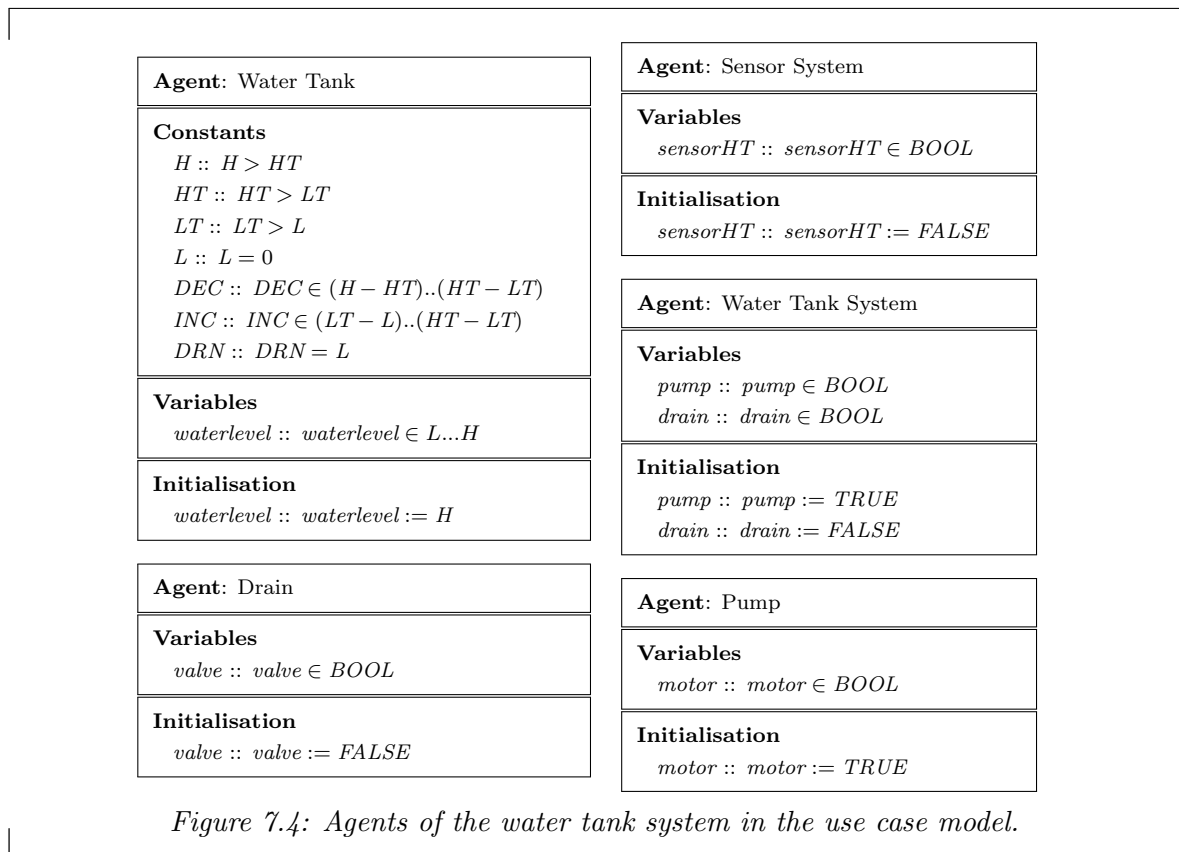 Agent: Water Tank
Constants
H :: H > HT
HT :: HT > LT
LT :: LT > L
L :: L = 0
DEC :: DEC ∈ (H − HT)..(HT − LT)
INC :: INC ∈ (LT − L)..(HT − LT)
DRN :: DRN = L
Variables
waterlevel :: waterlevel ∈ L...H
Initialisation
waterlevel :: waterlevel := H
Agent: Drain
Variables
valve :: valve ∈ BOOL
Initialisation
valve :: valve := FALSE
Agent: Sensor System
Variables
sensorHT :: sensorHT ∈ BOOL
Initialisation
sensorHT :: sensorHT := FALSE
Agent: Water Tank System
Variables
pump :: pump ∈ BOOL
drain :: drain ∈ BOOL
Initialisation
pump :: pump := TRUE
drain :: drain := FALSE
Agent: Pump
Variables
motor :: motor ∈ BOOL
Initialisation
motor :: motor := TRUE
Figure 7.4: Agents of the water tank system in the use case model.